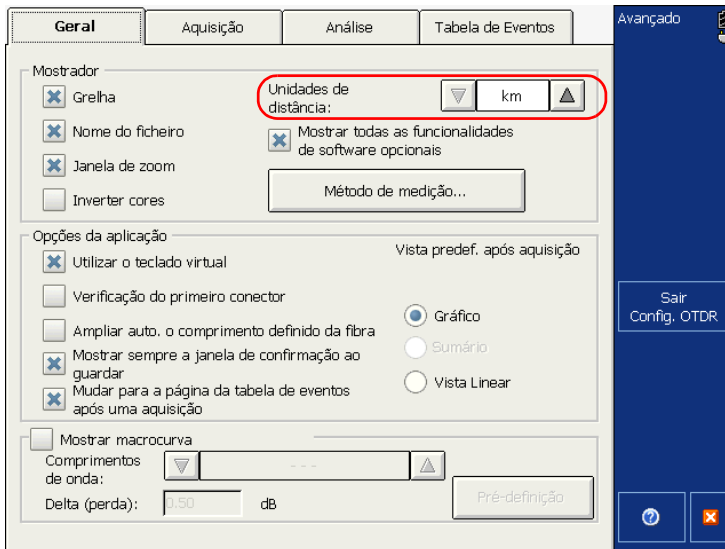 Geral
Aquisição
Análise
Tabela de Eventos
Avançado
Mostrador
Grelha
Nome do ficheiro
Janela de zoom
Inverter cores
Unidades de
distância:
km
Mostrar todas as funcionalidades
de software opcionais
Método de medição...
Opções da aplicação
Utilizar o teclado virtual
Verificação do primeiro conector
Ampliar auto. o comprimento definido da fibra
Mostrar sempre a janela de confirmação ao
guardar
Mudar para a página da tabela de eventos
após uma aquisição
Vista predef. após aquisição
Gráfico
Sumário
Vista Linear
Sair
Config. OTDR
Mostrar macrocurva
Comprimentos
de onda:
---
Delta (perda):
0.50
dB
Pré-definição